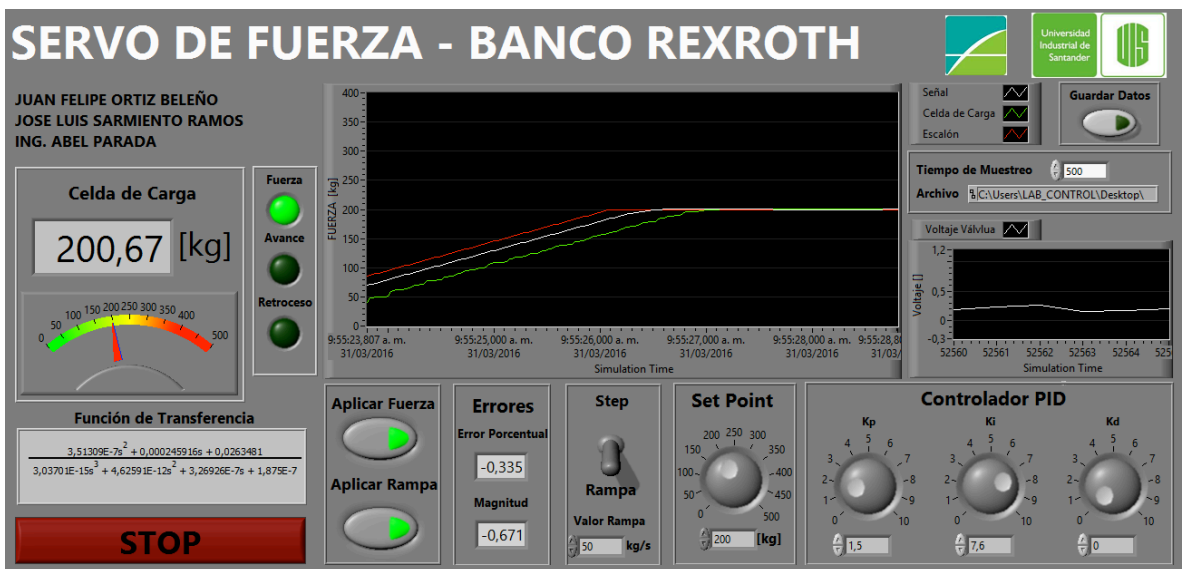 SERVO DE FUERZA - BANCO REXROTH
Universidad
Industrial de
Santander
UIS
JUAN FELIPE ORTIZ BELEÑO
JOSE LUIS SARMIENTO RAMOS
ING. ABEL PARADA
Celda de Carga
200,67 [kg]
0 50 100 150 200 250 300 350 400 500
Fuerza
Avance
Retroceso
FUERZA [kg]
400
350
300
250
200
150
100
50
0
9:55:23,807 a. m. 9:55:25,000 a. m. 9:55:26,000 a. m. 9:55:27,000 a. m. 9:55:28,000 a. m. 9:55:28,8
31/03/2016 31/03/2016 31/03/2016 31/03/2016 31/03/2016 31/03/
Simulation Time
Señal
Celda de Carga
Escalón
Guardar Datos
Tiempo de Muestreo 500
Archivo C:\Users\LAB_CONTROL\Desktop\
Voltaje Válvlua
Voltaje []
1,2
0,5
0
-0,3
52560 52561 52562 52563 52564 525
Simulation Time
Función de Transferencia
3,51309E-7s² + 0,000245916s + 0,0263481
3,03701E-15s³ + 4,62591E-12s² + 3,26926E-7s + 1,875E-7
STOP
Aplicar Fuerza
Aplicar Rampa
Errores
Error Porcentual
-0,335
Magnitud
-0,671
Step
Rampa
Valor Rampa
50 kg/s
Set Point
0 50 100 150 200 250 300 350 400 450 500
200 [kg]
Controlador PID
Kp
0 1 2 3 4 5 6 7 8 9 10
1,5
Ki
0 1 2 3 4 5 6 7 8 9 10
7,6
Kd
0 1 2 3 4 5 6 7 8 9 10
0